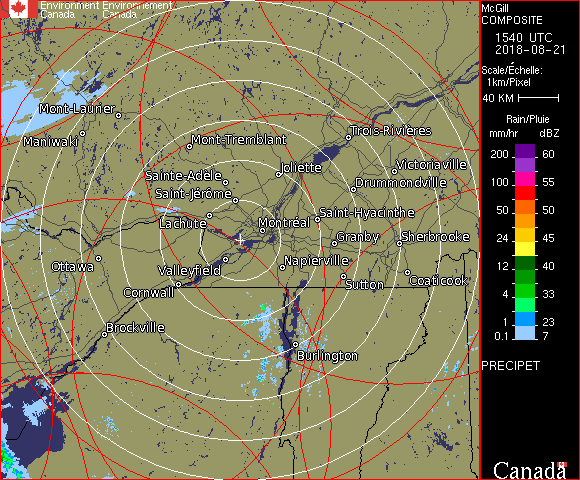 Environment Environnement
Canada Canada
McGill
COMPOSITE
1540 UTC
2018-08-21
Scale/Échelle:
1km/Pixel
40 KM
Rain/Pluie
mm/hr dBZ
200 60
100 55
50 50
24 45
12 40
4 33
1 23
0.1 7
PRECIPET
Mont-Laurier
Maniwaki
Mont-Tremblant
Trois-Rivières
Sainte-Adèle
Joliette
Victoriaville
Saint-Jérôme
Drummondville
Lachute
Montréal
Saint-Hyacinthe
Granby
Sherbrooke
Ottawa
Valleyfield
Napierville
Cornwall
Sutton
Coaticook
Brockville
Burlington
Canada